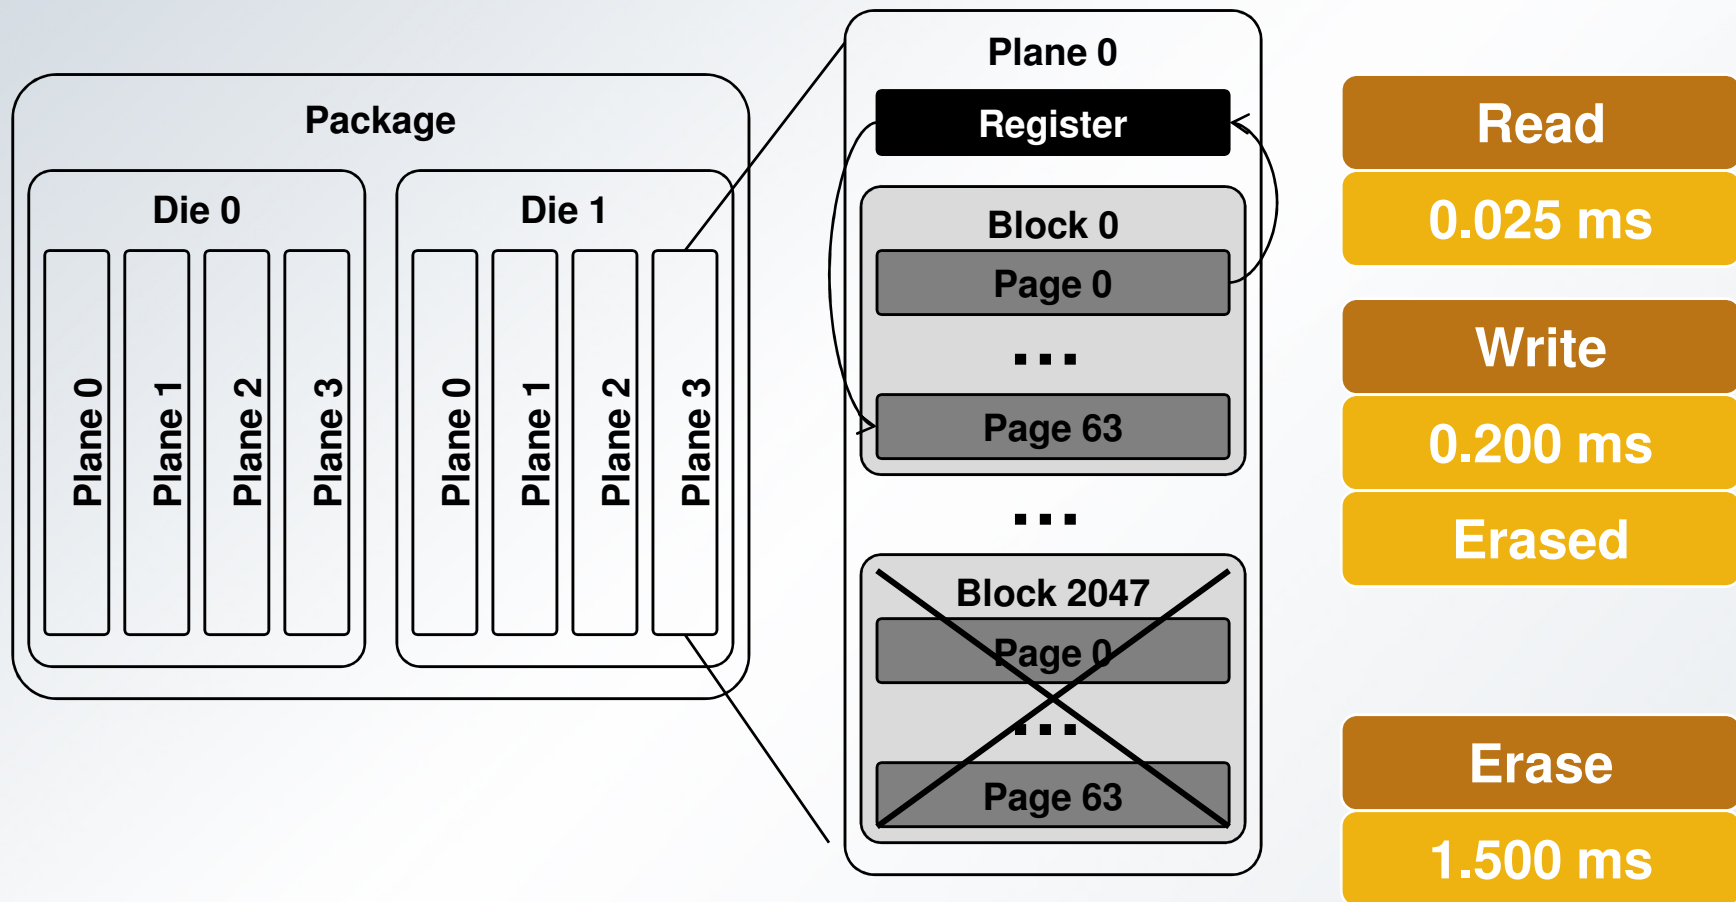 Package
Die 0
Plane 0
Plane 1
Plane 2
Plane 3
Die 1
Plane 0
Plane 1
Plane 2
Plane 3
Plane 0
Register
Block 0
Page 0
...
Page 63
...
Block 2047
Page 0
...
Page 63
Read
0.025 ms
Write
0.200 ms
Erased
Erase
1.500 ms